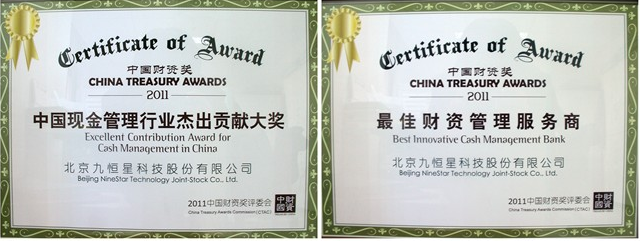 Certificate of Award
中国财资奖
CHINA TREASURY AWARDS
2011
中国现金管理行业杰出贡献大奖
Excellent Contribution Award for
Cash Management in China
北京九恒星科技股份有限公司
Beijing NineStar Technology Joint-Stock Co., Ltd.
2011中国财资奖评委会
China Treasury Awards Commission (CTAC)
中财
國資
Certificate of Award
中国财资奖
CHINA TREASURY AWARDS
2011
最佳财资管理服务商
Best Innovative Cash Management Bank
北京九恒星科技股份有限公司
Beijing NineStar Technology Joint-Stock Co., Ltd.
2011中国财资奖评委会
China Treasury Awards Commission (CTAC)
中财
國資